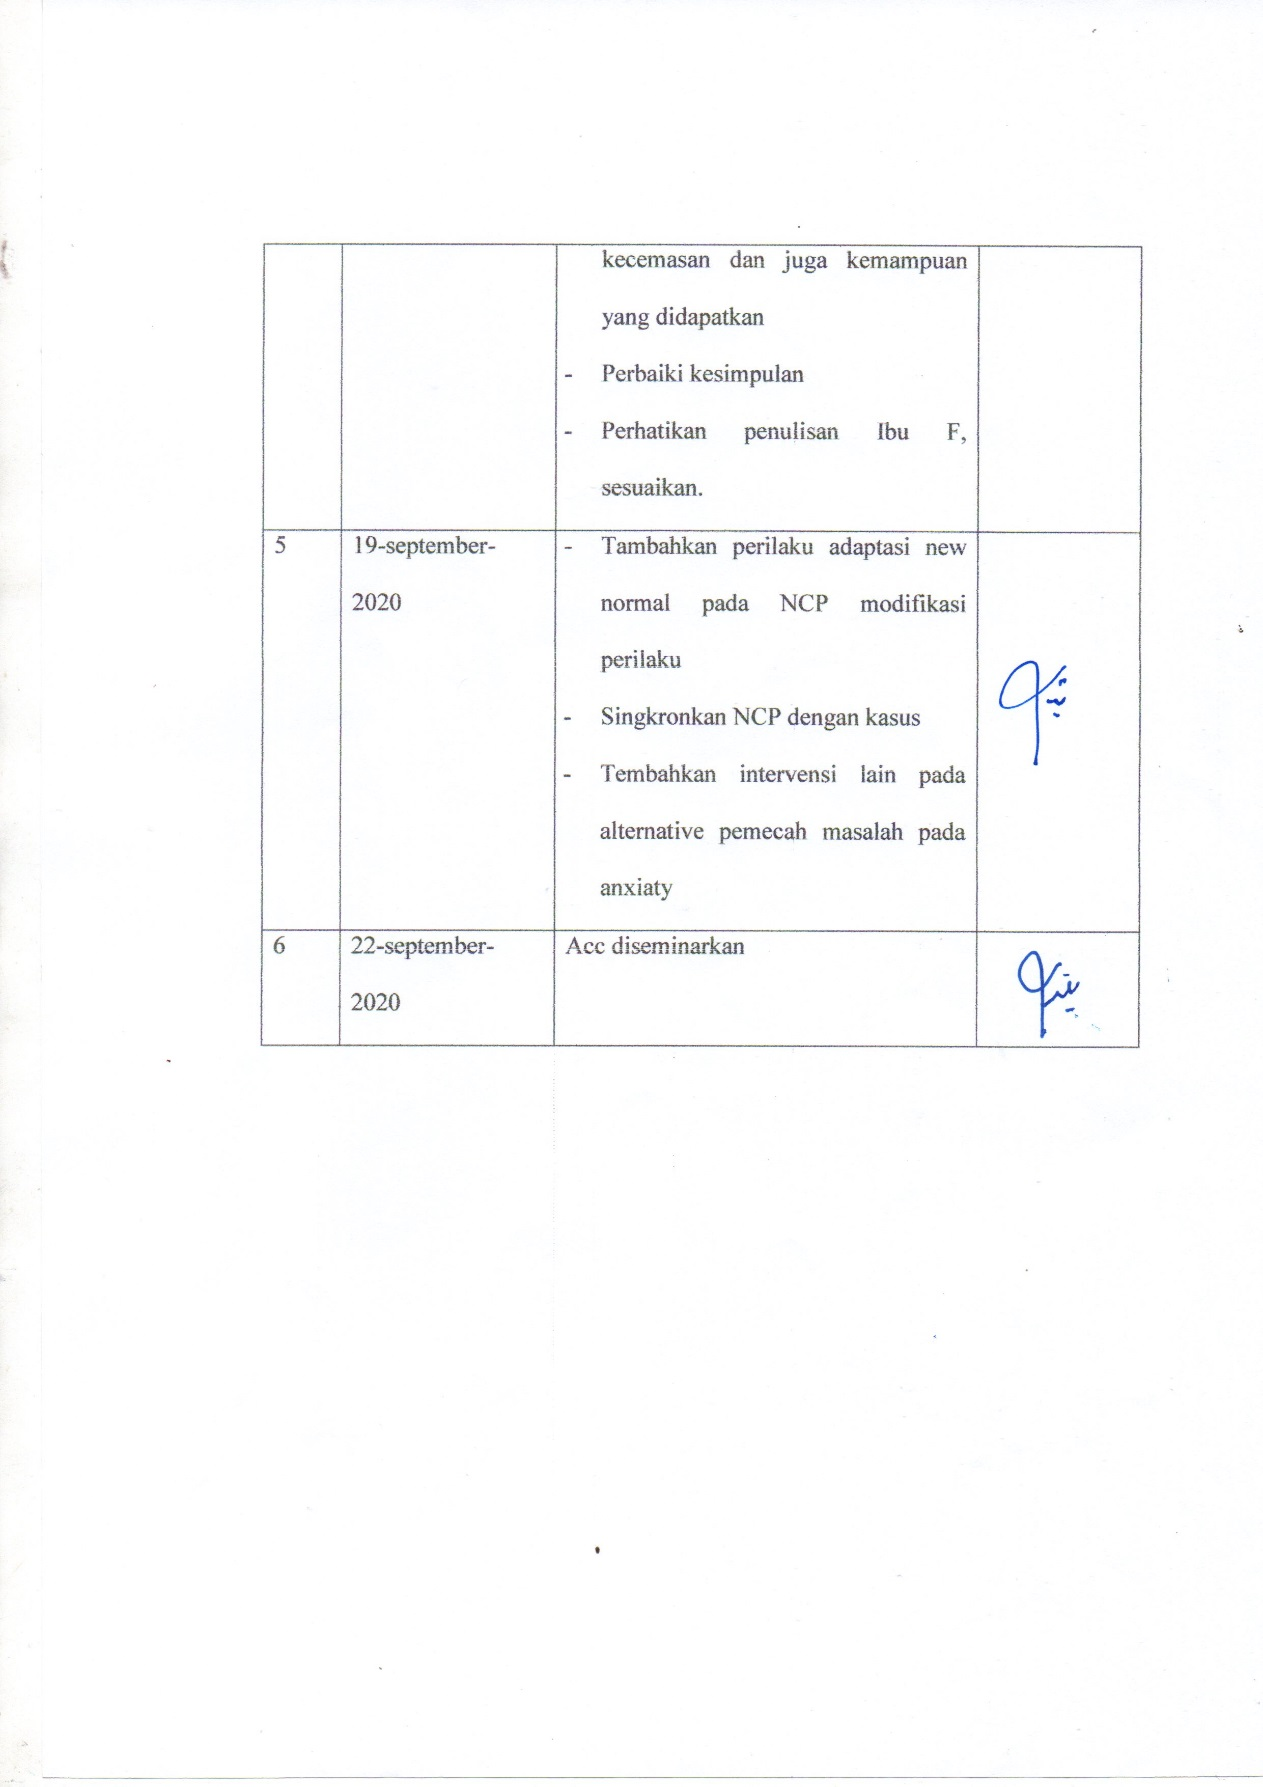 kecemasan dan juga kemampuan
yang didapatkan
- Perbaiki kesimpulan
- Perhatikan penulisan Ibu F,
sesuaikan.
5 19-september- - Tambahkan perilaku adaptasi new
2020 normal pada NCP modifikasi
perilaku
- Singkronkan NCP dengan kasus
- Tembahkan intervensi lain pada
alternative pemecah masalah pada
anxiaty
6 22-september- Acc diseminarkan
2020